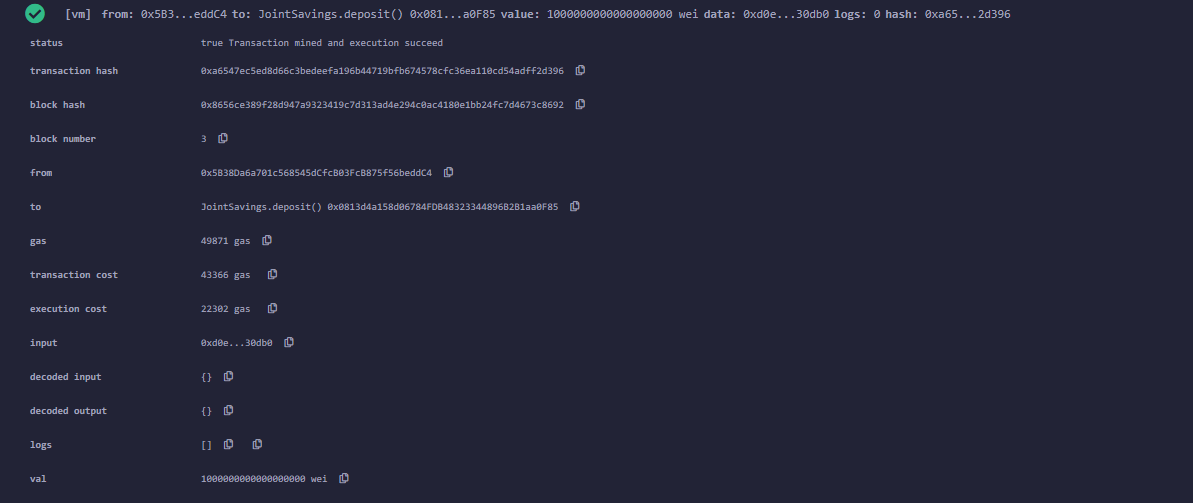 [vm] from: 0x5B3...eddC4 to: JointSavings.deposit() 0x081...a0F85 value: 1000000000000000000 wei data: 0xd0e...30db0 logs: 0 hash: 0xa65...2d396
status true Transaction mined and execution succeed
transaction hash 0xa6547ec5ed8d66c3bedeefa196b44719bfb674578cfc36ea110cd54adff2d396
block hash 0x8656ce389f28d947a9323419c7d313ad4e294c0ac4180e1bb24fc7d4673c8692
block number 3
from 0x5B38Da6a701c568545dCfcB03FcB875f56beddC4
to JointSavings.deposit() 0x0813d4a158d06784FDB48323344896B2B1aa0F85
gas 49871 gas
transaction cost 43366 gas
execution cost 22302 gas
input 0xd0e...30db0
decoded input {}
decoded output {}
logs []
val 1000000000000000000 wei